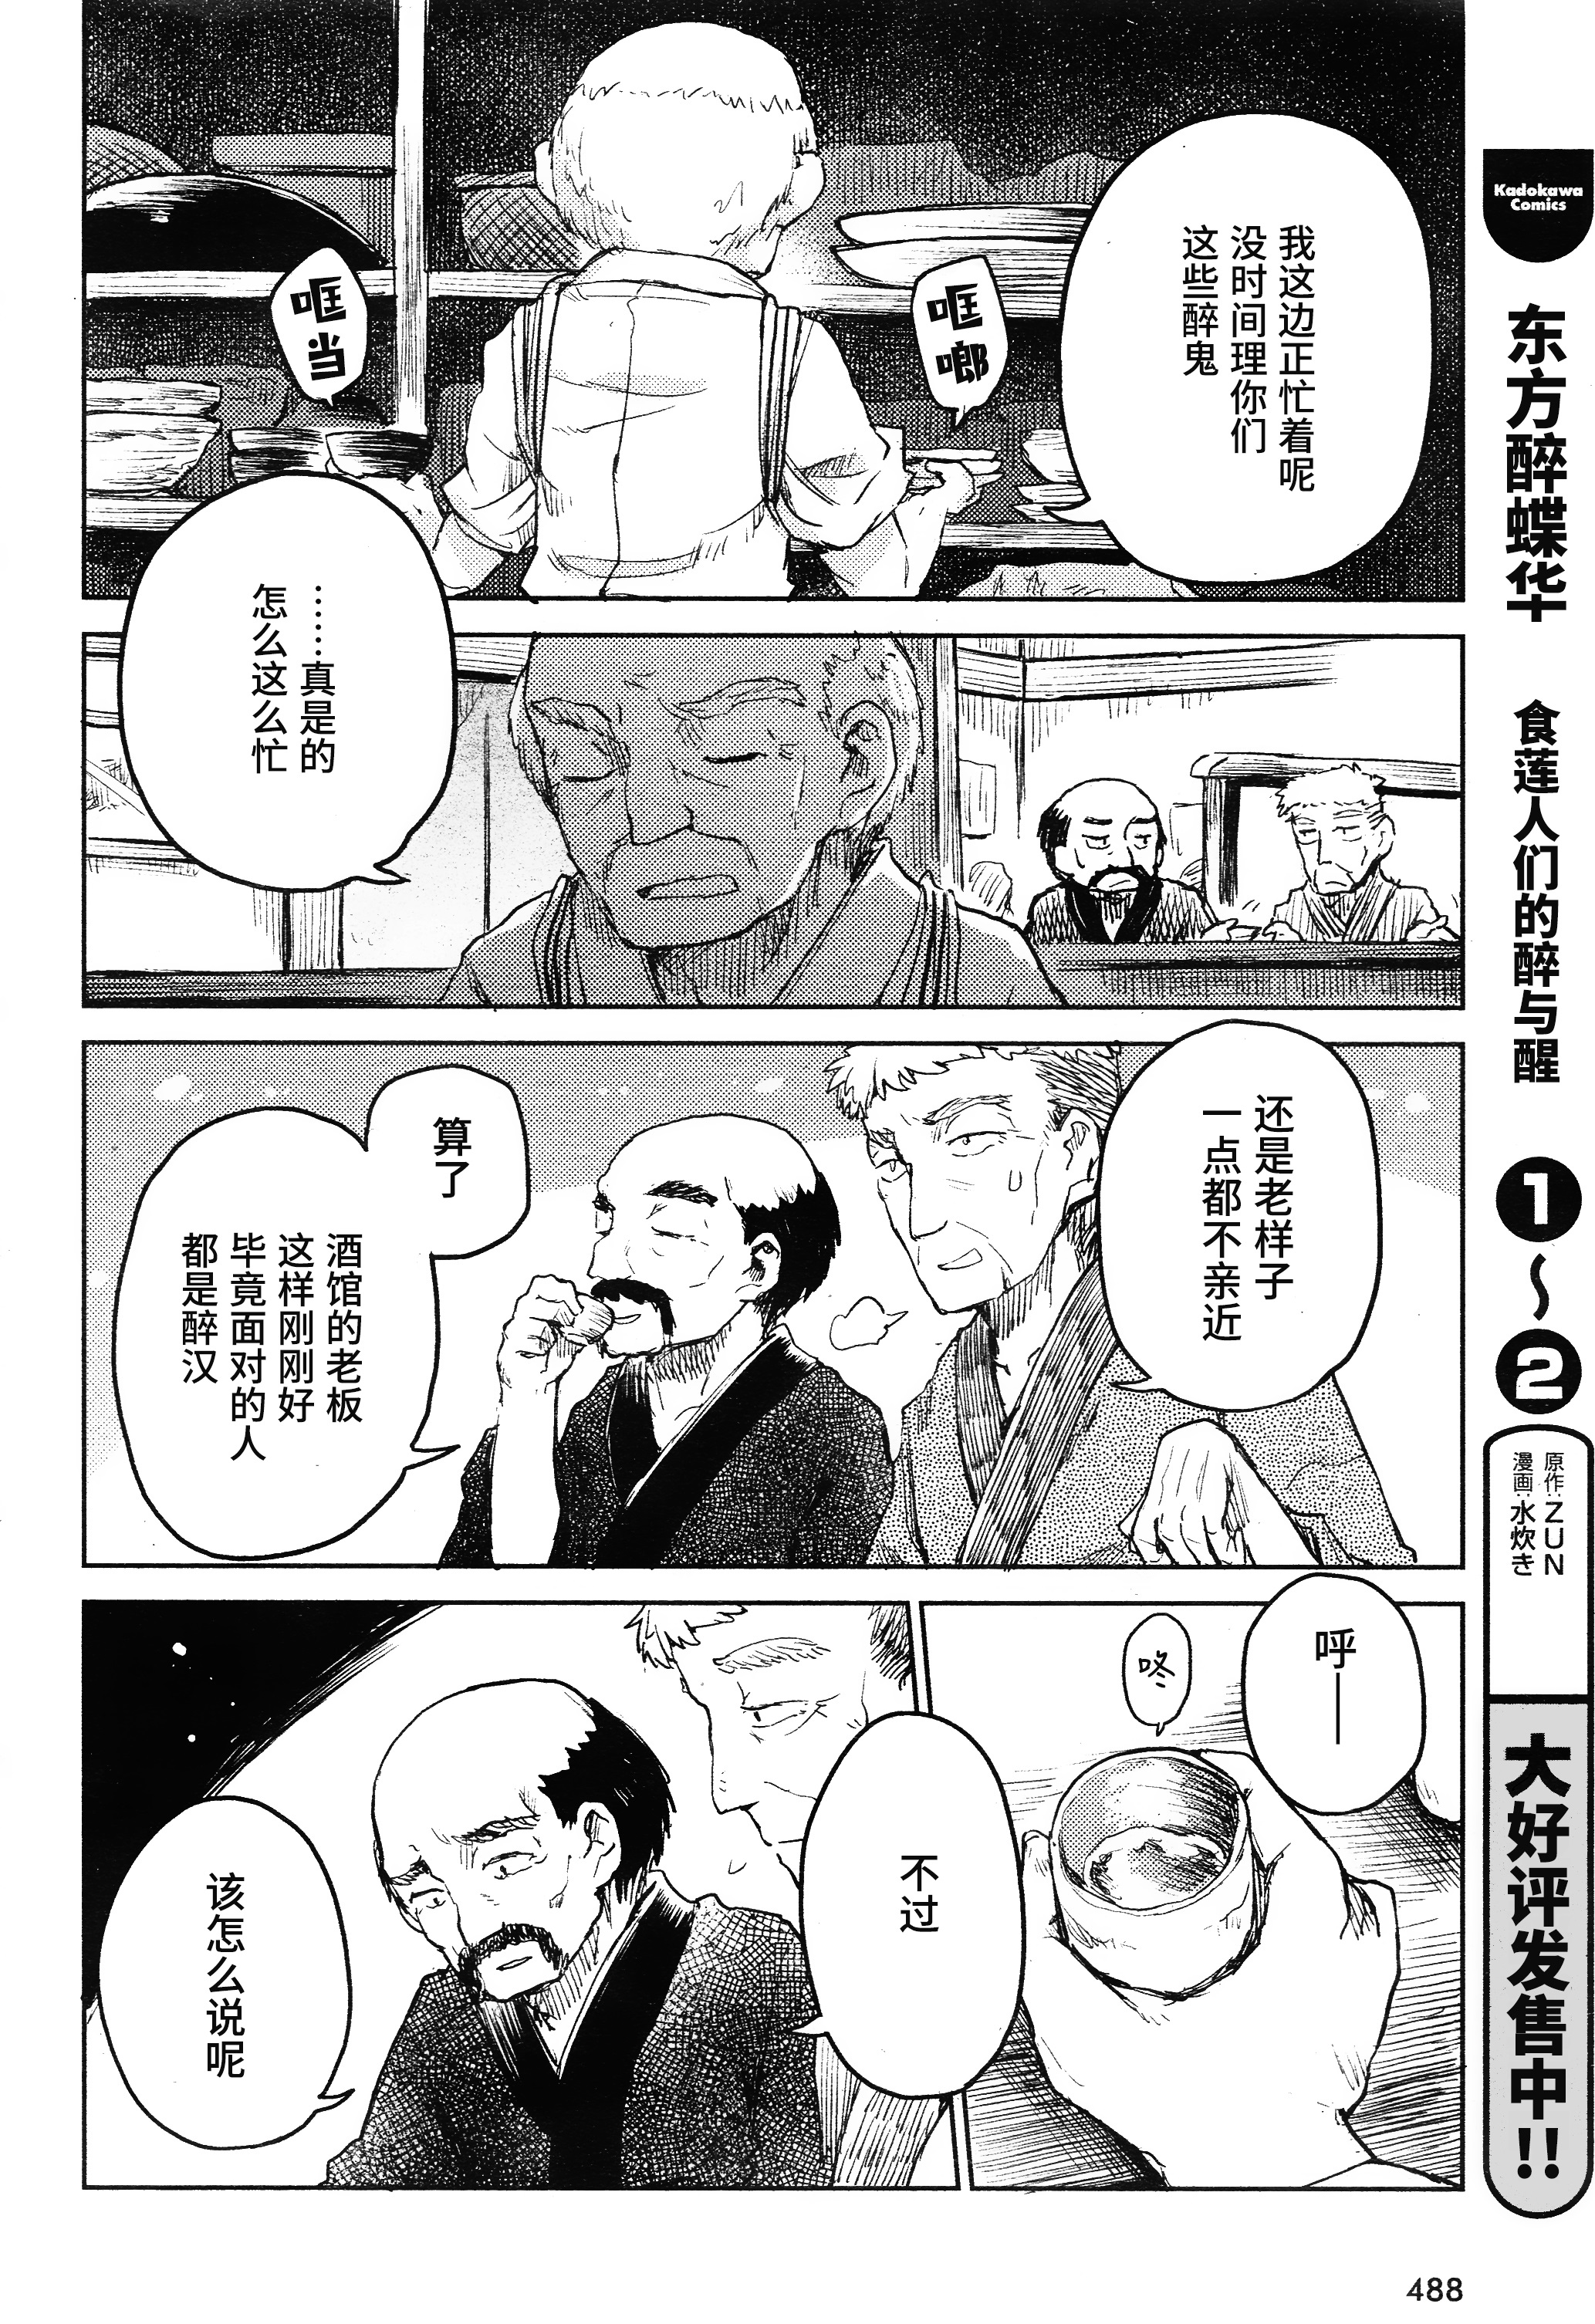 我这边正忙着呢
没时间理你们
这些醉鬼
哐啷
哐当
……真是的
怎么这么忙
还是老样子
一点都不亲近
算了
酒馆的老板
这样刚刚好
毕竟面对的人
都是醉汉
呼——
咚
不过
该怎么说呢
Kadokawa
Comics
东方醉蝶华
食莲人们的醉与醒
1～2
原作：ZUN
漫画：水炊き
大好评发售中!!
488